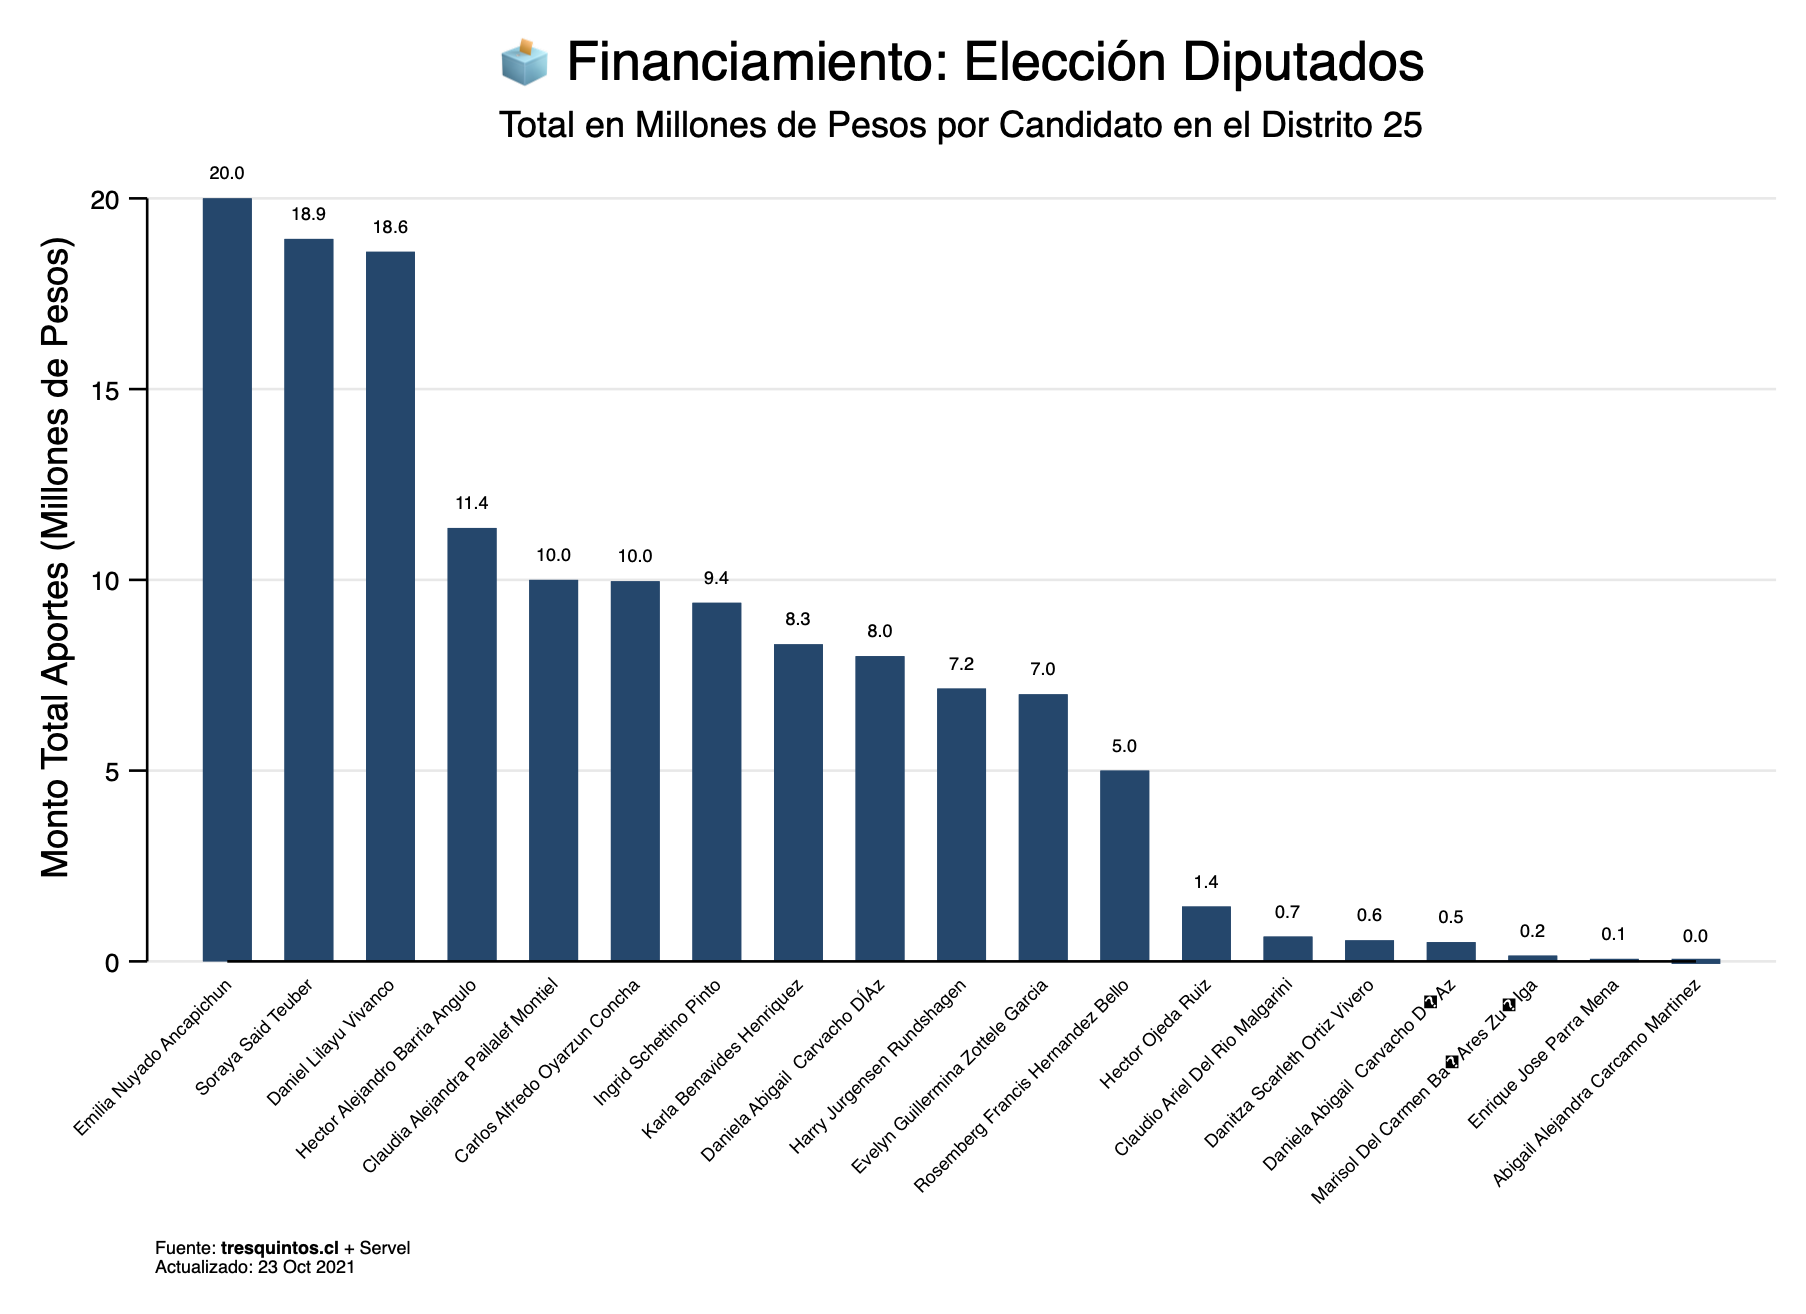 Financiamiento: Elección Diputados
Total en Millones de Pesos por Candidato en el Distrito 25
Monto Total Aportes (Millones de Pesos)
20
15
10
5
0
20.0
18.9
18.6
11.4
10.0
10.0
9.4
8.3
8.0
7.2
7.0
5.0
1.4
0.7
0.6
0.5
0.2
0.1
0.0
Emilia Nuyado Ancapichun
Soraya Said Teuber
Daniel Lilayu Vivanco
Hector Alejandro Barria Angulo
Claudia Alejandra Pailalef Montiel
Carlos Alfredo Oyarzun Concha
Ingrid Schettino Pinto
Karla Benavides Henriquez
Daniela Abigail Carvacho DÍAz
Harry Jurgensen Rundshagen
Evelyn Guillermina Zottele Garcia
Rosemberg Francis Hernandez Bello
Hector Ojeda Ruiz
Claudio Ariel Del Rio Malgarini
Danitza Scarleth Ortiz Vivero
Daniela Abigail Carvacho D�Az
Marisol Del Carmen Ba�Ares Zu�Iga
Enrique Jose Parra Mena
Abigail Alejandra Carcamo Martinez
Fuente: tresquintos.cl + Servel
Actualizado: 23 Oct 2021